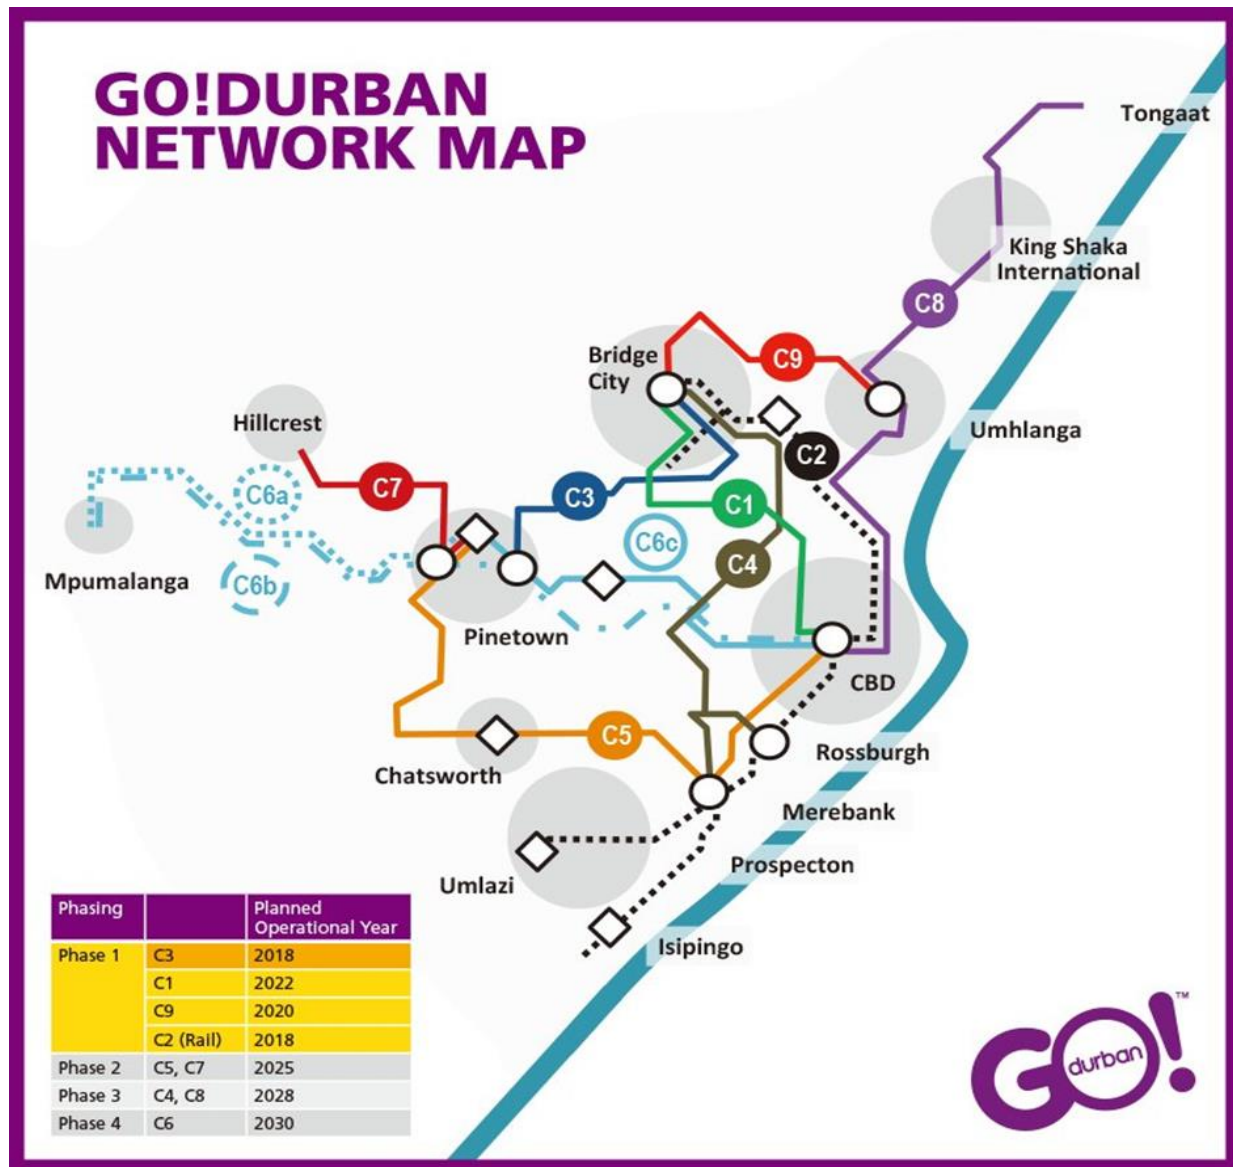 GO!DURBAN
NETWORK MAP
Tongaat
King Shaka
International
C8
Bridge
City
C9
Hillcrest
Umhlanga
C2
C7
C3
C6a
C1
C6c
C4
Mpumalanga
C6b
Pinetown
CBD
C5
Rossburgh
Chatsworth
Merebank
Prospecton
Umlazi
Isipingo
Phasing Planned
Operational Year
Phase 1 C3 2018
C1 2022
C9 2020
C2 (Rail) 2018
Phase 2 C5, C7 2025
Phase 3 C4, C8 2028
Phase 4 C6 2030
GO!™
durban